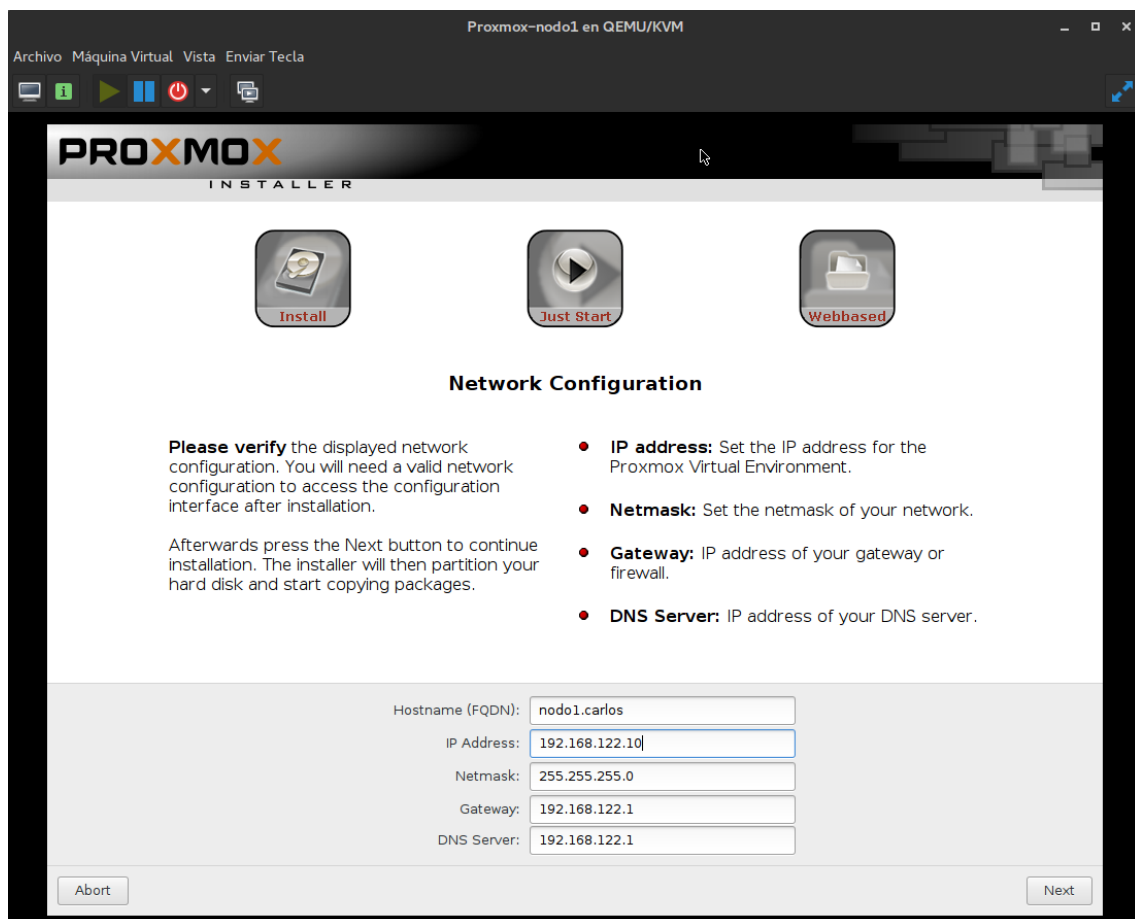 Proxmox-nodo1 en QEMU/KVM
Archivo Máquina Virtual Vista Enviar Tecla
PROXMOX
INSTALLER
Install
Just Start
Webbased
Network Configuration
Please verify the displayed network
configuration. You will need a valid network
configuration to access the configuration
interface after installation.
Afterwards press the Next button to continue
installation. The installer will then partition your
hard disk and start copying packages.
IP address: Set the IP address for the
Proxmox Virtual Environment.
Netmask: Set the netmask of your network.
Gateway: IP address of your gateway or
firewall.
DNS Server: IP address of your DNS server.
Hostname (FQDN): nodo1.carlos
IP Address: 192.168.122.10
Netmask: 255.255.255.0
Gateway: 192.168.122.1
DNS Server: 192.168.122.1
Abort
Next